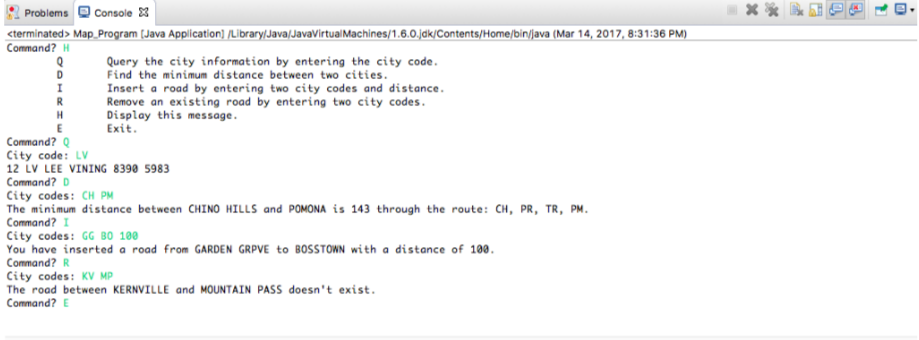 Problems Console
<terminated> Map_Program [Java Application] /Library/Java/JavaVirtualMachines/1.6.0.jdk/Contents/Home/bin/java (Mar 14, 2017, 8:31:36 PM)
Command? H
Q Query the city information by entering the city code.
D Find the minimum distance between two cities.
I Insert a road by entering two city codes and distance.
R Remove an existing road by entering two city codes.
H Display this message.
E Exit.
Command? Q
City code: LV
12 LV LEE VINING 8390 5983
Command? D
City codes: CH PM
The minimum distance between CHINO HILLS and POMONA is 143 through the route: CH, PR, TR, PM.
Command? I
City codes: GG BO 100
You have inserted a road from GARDEN GRPVE to BOSSTOWN with a distance of 100.
Command? R
City codes: KV MP
The road between KERNVILLE and MOUNTAIN PASS doesn't exist.
Command? E